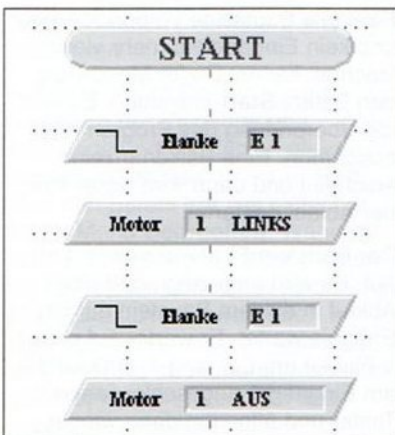 START
Flanke E 1
Motor 1 LINKS
Flanke E 1
Motor 1 AUS